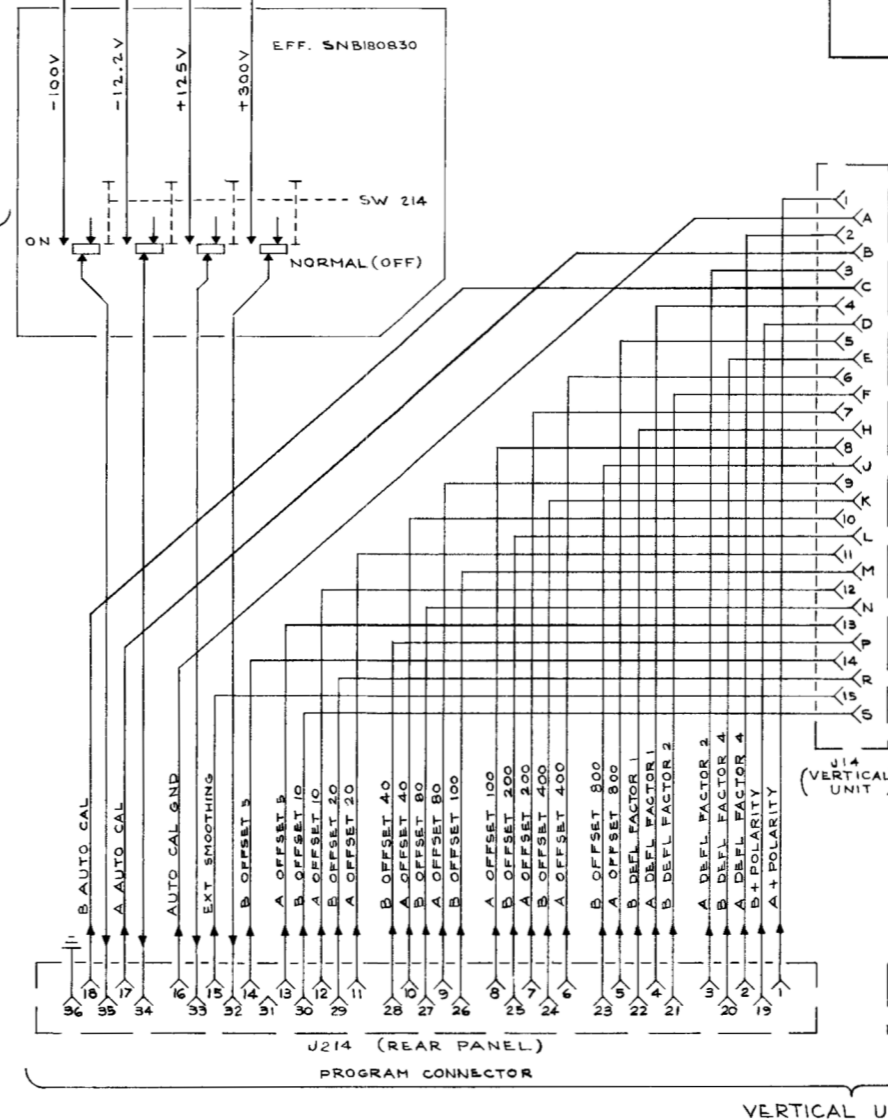 EFF. SNB180830
-100V
-12.2V
+125V
+300V
SW 214
ON
NORMAL (OFF)
1
A
2
B
3
C
4
D
5
E
6
F
7
H
8
J
9
K
10
L
11
M
12
N
13
P
14
R
15
S
J14
(VERTICAL
UNIT
B AUTO CAL
A AUTO CAL
AUTO CAL GND
EXT SMOOTHING
B OFFSET 5
A OFFSET 5
B OFFSET 10
A OFFSET 10
B OFFSET 20
A OFFSET 20
B OFFSET 40
A OFFSET 40
B OFFSET 80
A OFFSET 80
B OFFSET 100
A OFFSET 100
B OFFSET 200
A OFFSET 200
B OFFSET 400
A OFFSET 400
B OFFSET 800
A OFFSET 800
B DEFL FACTOR 1
A DEFL FACTOR 1
B DEFL FACTOR 2
A DEFL FACTOR 2
B DEFL FACTOR 4
A DEFL FACTOR 4
B + POLARITY
A + POLARITY
18 17 16 15 14 13 12 11 10 9 8 7 6 5 4 3 2 1
36 35 34 33 32 31 30 29 28 27 26 25 24 23 22 21 20 19
J214 (REAR PANEL)
PROGRAM CONNECTOR
VERTICAL U